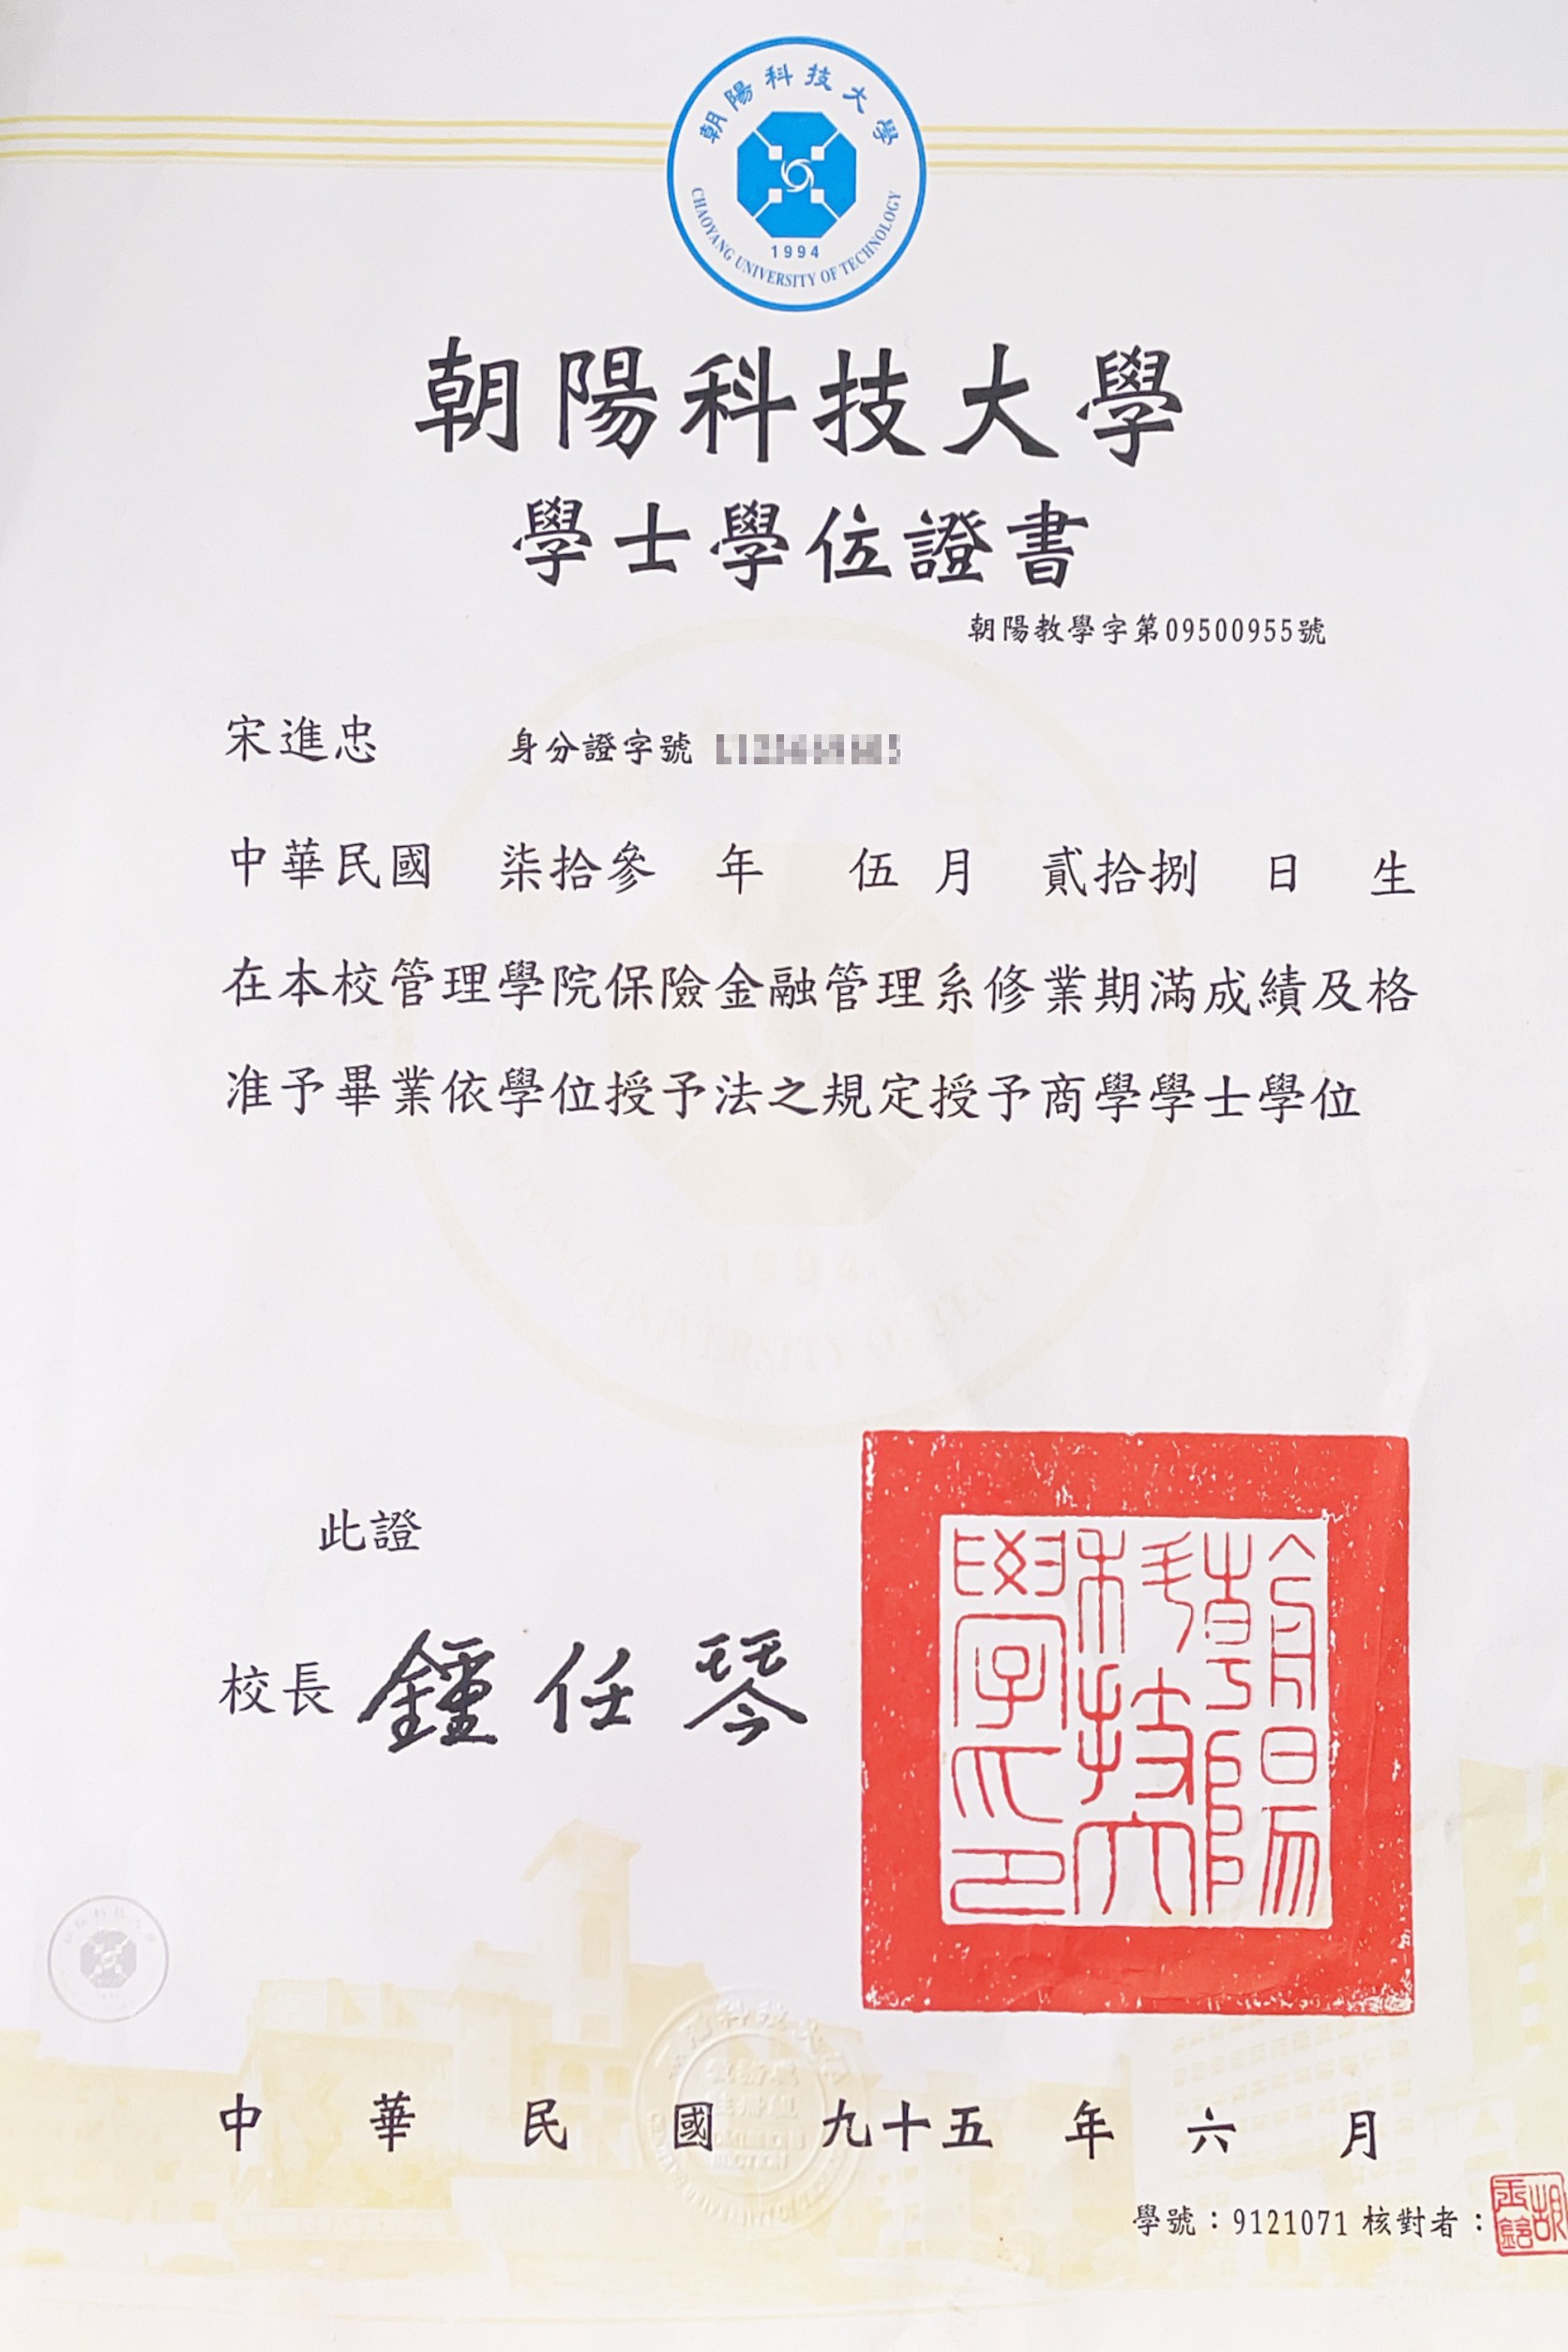 朝陽科技大學
1994
CHAOYANG UNIVERSITY OF TECHNOLOGY
朝陽科技大學
學士學位證書
朝陽教學字第09500955號
宋進忠 身分證字號
中華民國 柒拾參 年 伍 月 貳拾捌 日 生
在本校管理學院保險金融管理系修業期滿成績及格
准予畢業依學位授予法之規定授予商學學士學位
此證
校長 鍾任琴
朝陽科技大學印
中華民國 九十五 年 六 月
學號：9121071 核對者：